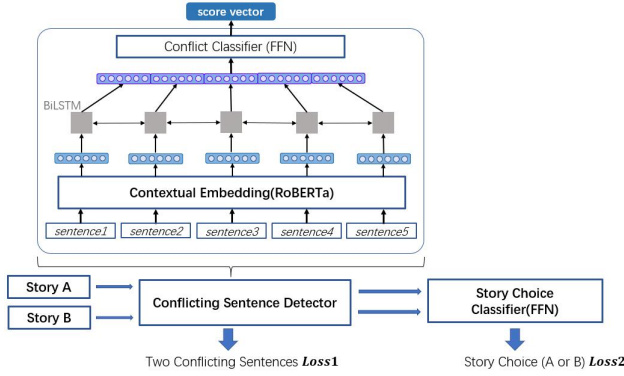 score vector
Conflict Classifier (FFN)
BiLSTM
Contextual Embedding(RoBERTa)
sentence1 sentence2 sentence3 sentence4 sentence5
Story A
Story B
Conflicting Sentence Detector
Story Choice
Classifier(FFN)
Two Conflicting Sentences Loss1
Story Choice (A or B) Loss2